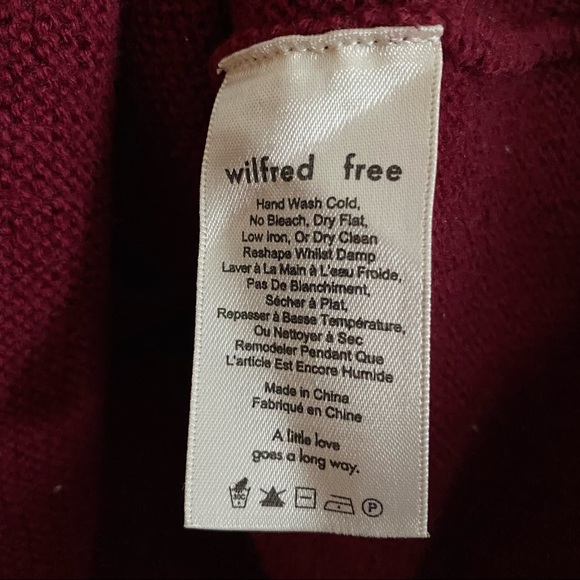 wilfred free
Hand Wash Cold,
No Bleach, Dry Flat,
Low Iron, Or Dry Clean
Reshape Whilst Damp
Laver à La Main à L'eau Froide,
Pas De Blanchiment,
Sécher à Plat,
Repasser à Basse Température,
Ou Nettoyer à Sec
Remodeler Pendant Que
L'article Est Encore Humide
Made in China
Fabriqué en Chine
A little love
goes a long way.
30C P